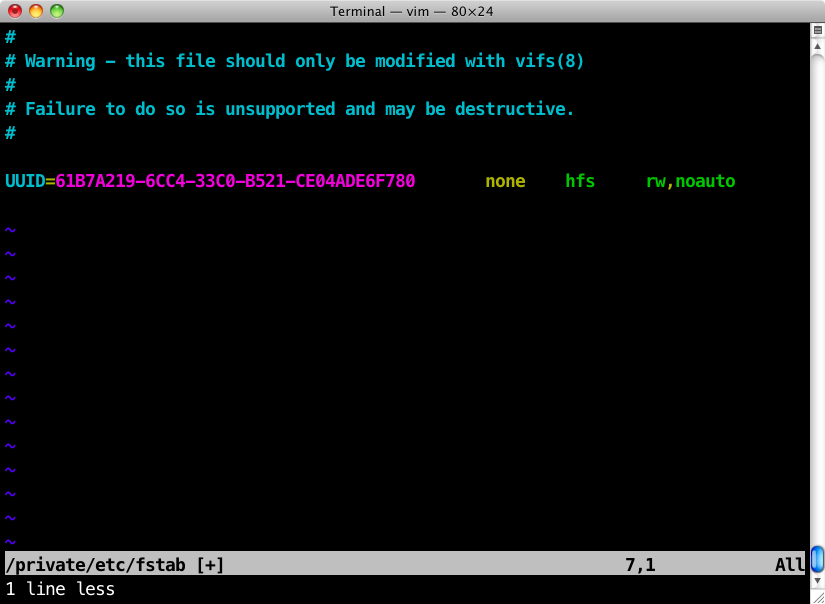 Terminal — vim — 80×24
#
# Warning - this file should only be modified with vifs(8)
#
# Failure to do so is unsupported and may be destructive.
#
UUID=61B7A219-6CC4-33C0-B521-CE04ADE6F780 none hfs rw,noauto
~
~
~
~
~
~
~
~
~
~
~
~
~
~
/private/etc/fstab [+] 7,1 All
1 line less